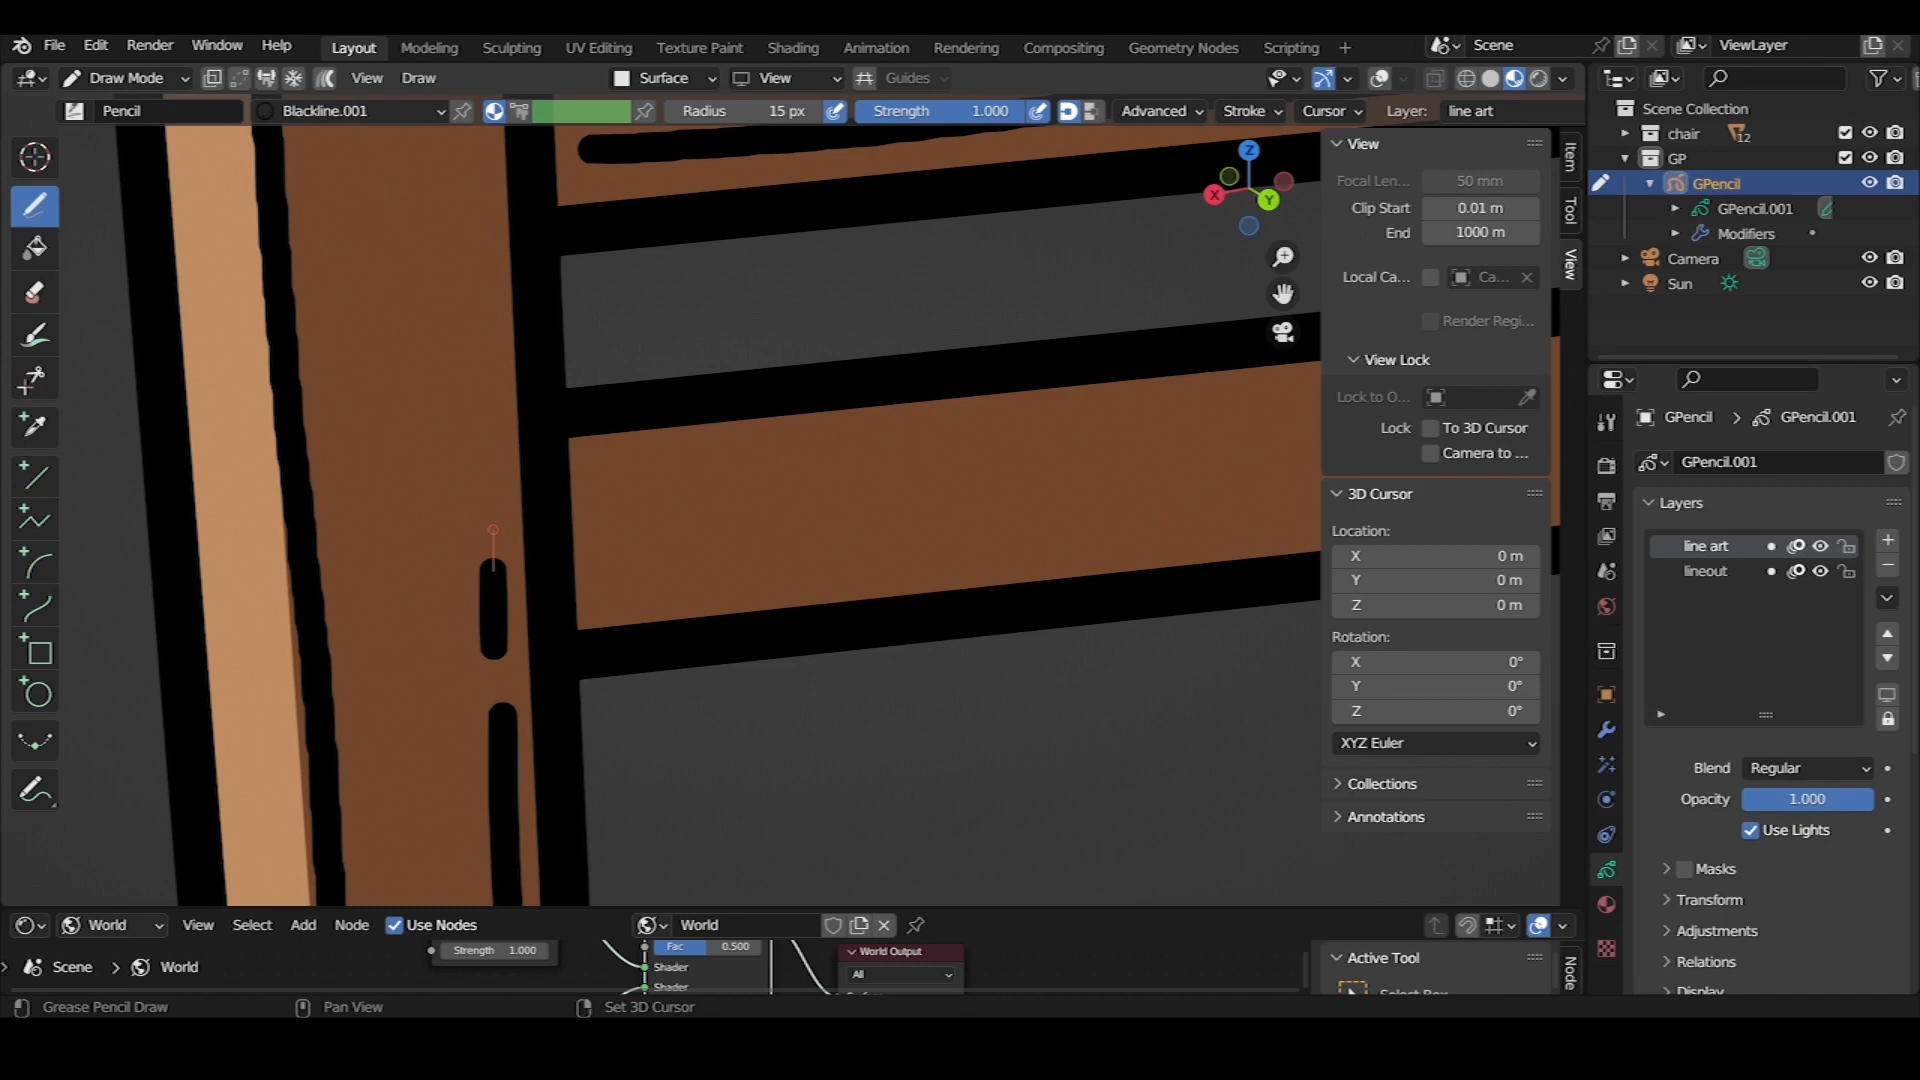 File Edit Render Window Help Layout Modeling Sculpting UV Editing Texture Paint Shading Animation Rendering Compositing Geometry Nodes Scripting + Scene ViewLayer
Draw Mode View Draw Surface View Guides
Pencil Blackline.001 Radius 15 px Strength 1.000 Advanced Stroke Cursor Layer: line art
Scene Collection
chair 12
GP
GPencil
GPencil.001
Modifiers
Camera
Sun
Z
X
Y
View
Focal Len... 50 mm
Clip Start 0.01 m
End 1000 m
Local Ca... Ca...
Render Regi...
View Lock
Lock to O...
Lock To 3D Cursor
Camera to ...
3D Cursor
Location:
X 0 m
Y 0 m
Z 0 m
Rotation:
X 0°
Y 0°
Z 0°
XYZ Euler
Collections
Annotations
Item
Tool
View
GPencil GPencil.001
GPencil.001
Layers
line art
lineout
Blend Regular
Opacity 1.000
Use Lights
Masks
Transform
Adjustments
Relations
Display
World View Select Add Node Use Nodes World
Strength 1.000 Fac 0.500 World Output
Scene World Shader All
Shader
Active Tool
Select Box
Node
Grease Pencil Draw Pan View Set 3D Cursor